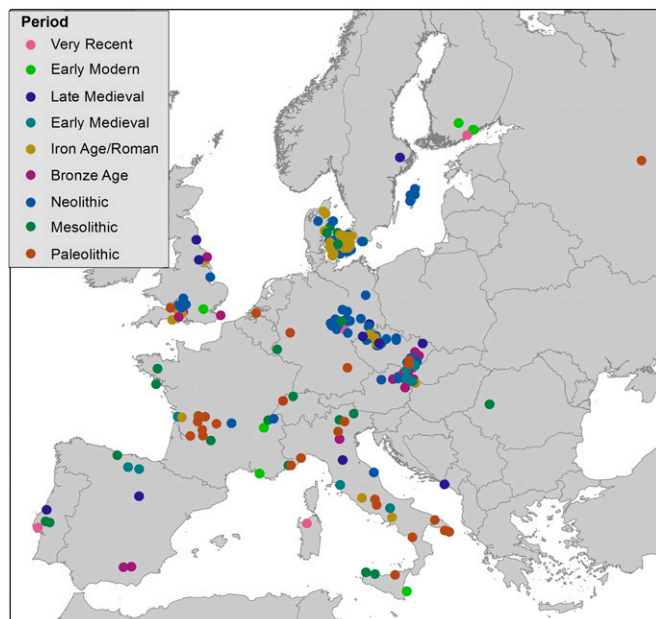 Period
Very Recent
Early Modern
Late Medieval
Early Medieval
Iron Age/Roman
Bronze Age
Neolithic
Mesolithic
Paleolithic